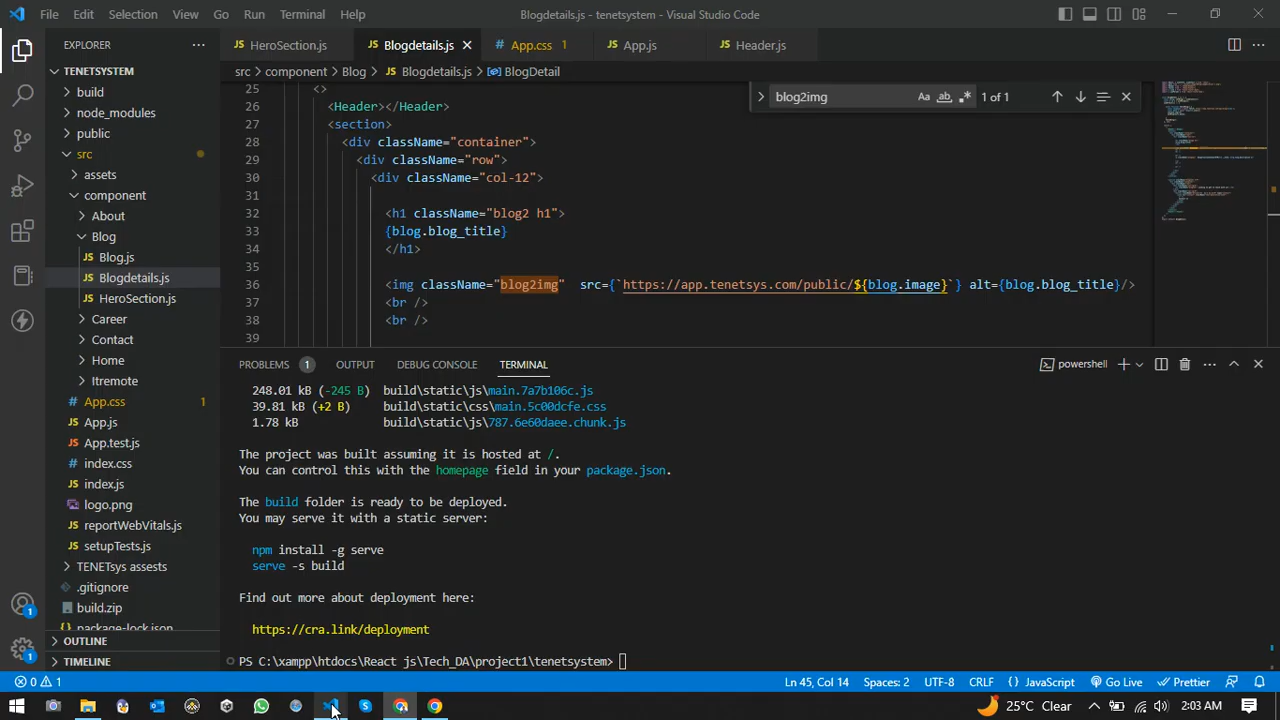 File Edit Selection View Go Run Terminal Help Blogdetails.js - tenetsystem - Visual Studio Code
EXPLORER
HeroSection.js Blogdetails.js App.css 1 App.js Header.js
TENETSYSTEM
build
node_modules
public
src
assets
component
About
Blog
Blog.js
Blogdetails.js
HeroSection.js
Career
Contact
Home
Itremote
App.css 1
App.js
App.test.js
index.css
index.js
logo.png
reportWebVitals.js
setupTests.js
TENETsys assests
.gitignore
build.zip
package-lock.json
OUTLINE
TIMELINE
src > component > Blog > Blogdetails.js > BlogDetail
blog2img Aa ab 1 of 1
25 <>
26 <Header></Header>
27 <section>
28 <div className="container">
29 <div className="row">
30 <div className="col-12">
31
32 <h1 className="blog2 h1">
33 {blog.blog_title}
34 </h1>
35
36 <img className="blog2img" src={`https://app.tenetsys.com/public/${blog.image}`} alt={blog.blog_title}/>
37 <br />
38 <br />
39
PROBLEMS 1 OUTPUT DEBUG CONSOLE TERMINAL powershell
248.01 kB (-245 B) build\static\js\main.7a7b106c.js
39.81 kB (+2 B) build\static\css\main.5c00dcfe.css
1.78 kB build\static\js\787.6e60daee.chunk.js
The project was built assuming it is hosted at /.
You can control this with the homepage field in your package.json.
The build folder is ready to be deployed.
You may serve it with a static server:
npm install -g serve
serve -s build
Find out more about deployment here:
https://cra.link/deployment
PS C:\xampp\htdocs\React js\Tech_DA\project1\tenetsystem>
1
1
0 1 Ln 45, Col 14 Spaces: 2 UTF-8 CRLF JavaScript Go Live Prettier
25°C Clear 2:03 AM